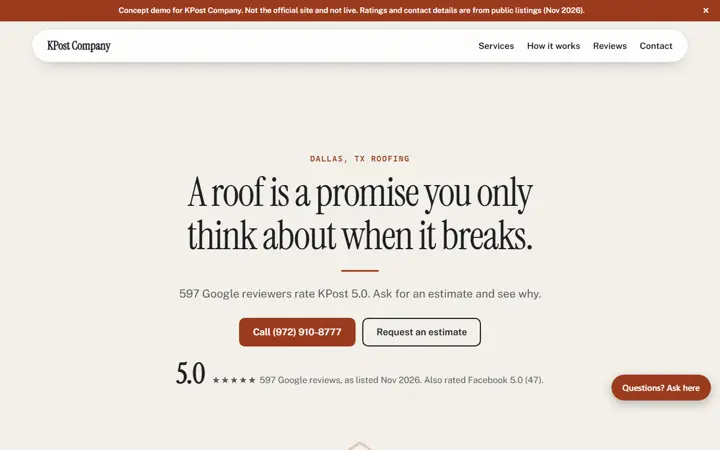 Concept demo for KPost Company. Not the official site and not live. Ratings and contact details are from public listings (Nov 2026). ×
KPost Company Services How it works Reviews Contact
DALLAS, TX ROOFING
A roof is a promise you only
think about when it breaks.
597 Google reviewers rate KPost 5.0. Ask for an estimate and see why.
Call (972) 910-8777 Request an estimate
5.0 ★★★★★ 597 Google reviews, as listed Nov 2026. Also rated Facebook 5.0 (47).
Questions? Ask here